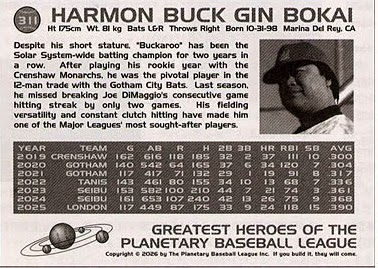 311
HARMON BUCK GIN BOKAI
Ht 175cm Wt. 81 kg Bats L&R Throws Right Born 10-31-98 Marina Del Rey, CA
Despite his short stature, "Buckaroo" has been the
Solar System-wide batting champion for two years in
a row. After playing his rookie year with the
Crenshaw Monarchs, he was the pivotal player in the
12-man trade with the Gotham City Bats. Last season,
he missed breaking Joe DiMaggio's consecutive game
hitting streak by only two games. His fielding
versatility and constant clutch hitting have made him
one of the Major Leagues' most sought-after players.
YEAR TEAM G AB R H 2B 3B HR RBI SB AVG
2019 CRENSHAW 162 616 118 185 32 2 37 111 10 .300
2020 GOTHAM 140 542 64 165 37 6 34 120 7 .304
2021 GOTHAM 117 417 71 132 29 1 19 91 8 .317
2022 TANIS 143 461 80 155 34 10 13 68 7 .336
2023 SEIBU 153 582 100 210 44 7 21 74 3 .361
2024 SEIBU 161 653 107 240 42 13 26 75 9 .368
2025 LONDON 117 449 87 175 33 9 24 118 15 .390
GREATEST HEROES OF THE
PLANETARY BASEBALL LEAGUE
Copyright © 2026 by The Planetary Baseball League Inc. If you build it, they will come.